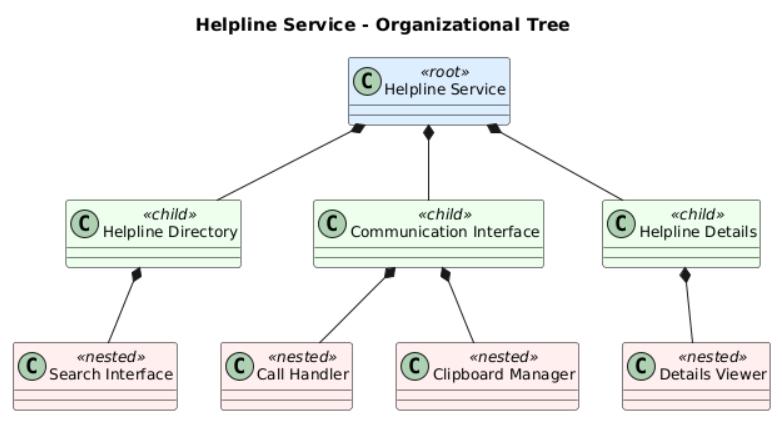 Helpline Service - Organizational Tree
C «root»
Helpline Service
C «child»
Helpline Directory
C «child»
Communication Interface
C «child»
Helpline Details
C «nested»
Search Interface
C «nested»
Call Handler
C «nested»
Clipboard Manager
C «nested»
Details Viewer